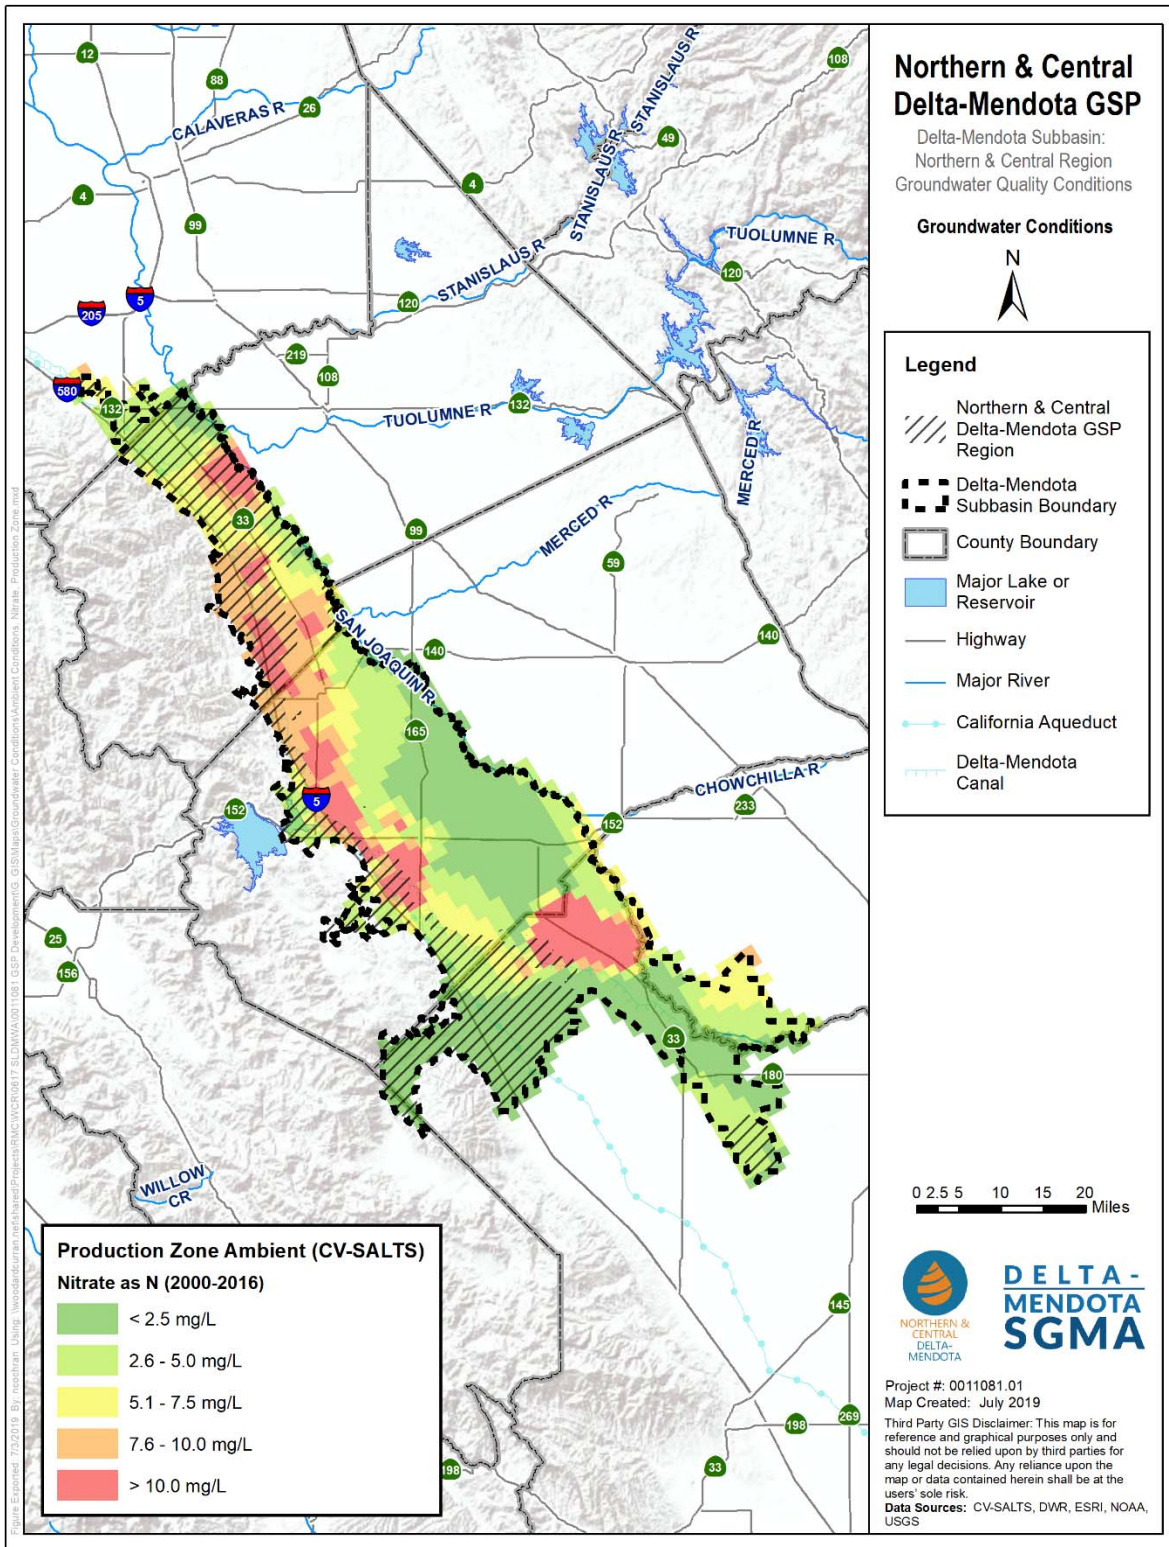 Northern & Central
Delta-Mendota GSP
Delta-Mendota Subbasin:
Northern & Central Region
Groundwater Quality Conditions
Groundwater Conditions
N
Legend
Northern & Central
Delta-Mendota GSP
Region
Delta-Mendota
Subbasin Boundary
County Boundary
Major Lake or
Reservoir
Highway
Major River
California Aqueduct
Delta-Mendota
Canal
0 2.5 5 10 15 20
Miles
NORTHERN &
CENTRAL
DELTA-
MENDOTA
DELTA-
MENDOTA
SGMA
Project #: 0011081.01
Map Created: July 2019
Third Party GIS Disclaimer: This map is for
reference and graphical purposes only and
should not be relied upon by third parties for
any legal decisions. Any reliance upon the
map or data contained herein shall be at the
users' sole risk.
Data Sources: CV-SALTS, DWR, ESRI, NOAA,
USGS
12
88
108
26
CALAVERAS R
STANISLAUS R
49
4
4
STANISLAUS R
99
TUOLUMNE R
STANISLAUS R
120
5
120
205
219
108
580
132
TUOLUMNE R
132
MERCED R
33
99
MERCED R
59
SAN JOAQUIN R
140
140
165
CHOWCHILLA R
5
152
233
152
25
156
33
180
WILLOW
CR
145
269
198
198
33
Production Zone Ambient (CV-SALTS)
Nitrate as N (2000-2016)
< 2.5 mg/L
2.6 - 5.0 mg/L
5.1 - 7.5 mg/L
7.6 - 10.0 mg/L
> 10.0 mg/L